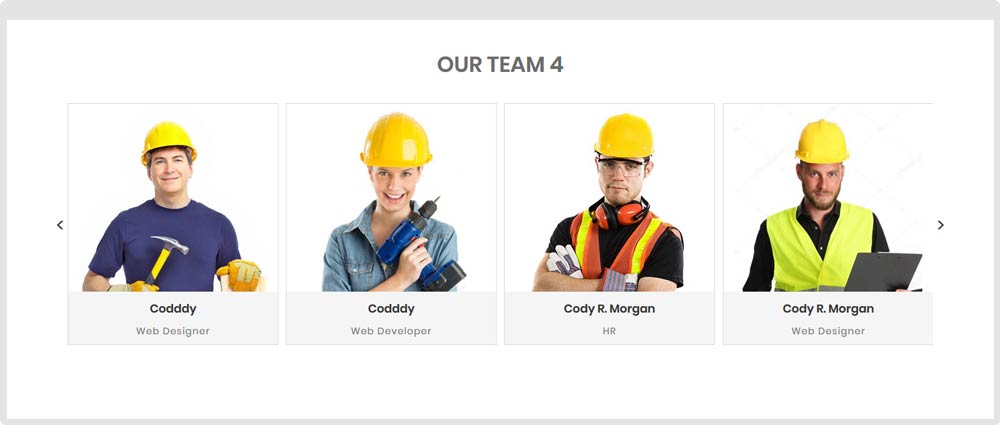 OUR TEAM 4
Codddy
Web Designer
Codddy
Web Developer
Cody R. Morgan
HR
Cody R. Morgan
Web Designer